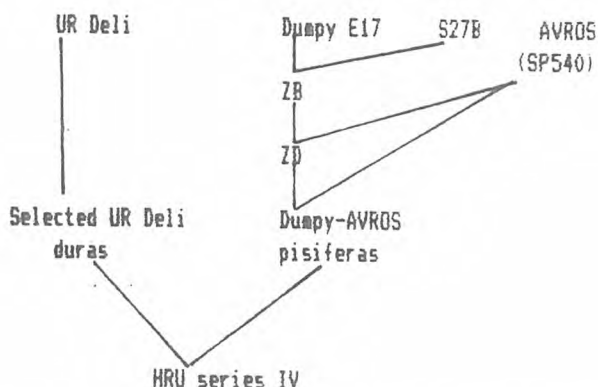 UR Deli
Dumpy E17
S27B
AVROS
(SP540)
ZB
ZD
Selected UR Deli
duras
Dumpy-AVROS
pisiferas
HRU series IV